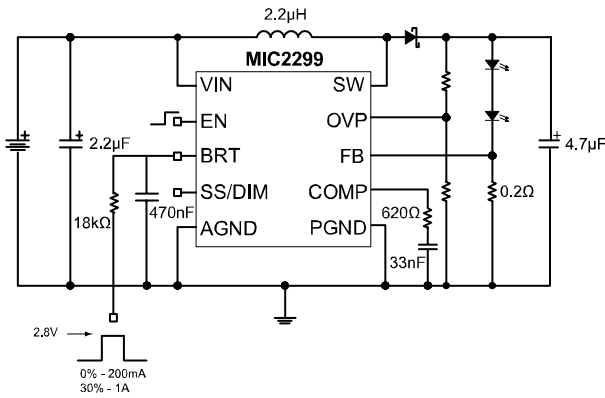 2.2µH
MIC2299
VIN
SW
EN
OVP
2.2µF
BRT
FB
4.7µF
SS/DIM
COMP
470nF
18kΩ
620Ω
0.2Ω
AGND
PGND
33nF
2.8V
0% - 200mA
30% - 1A